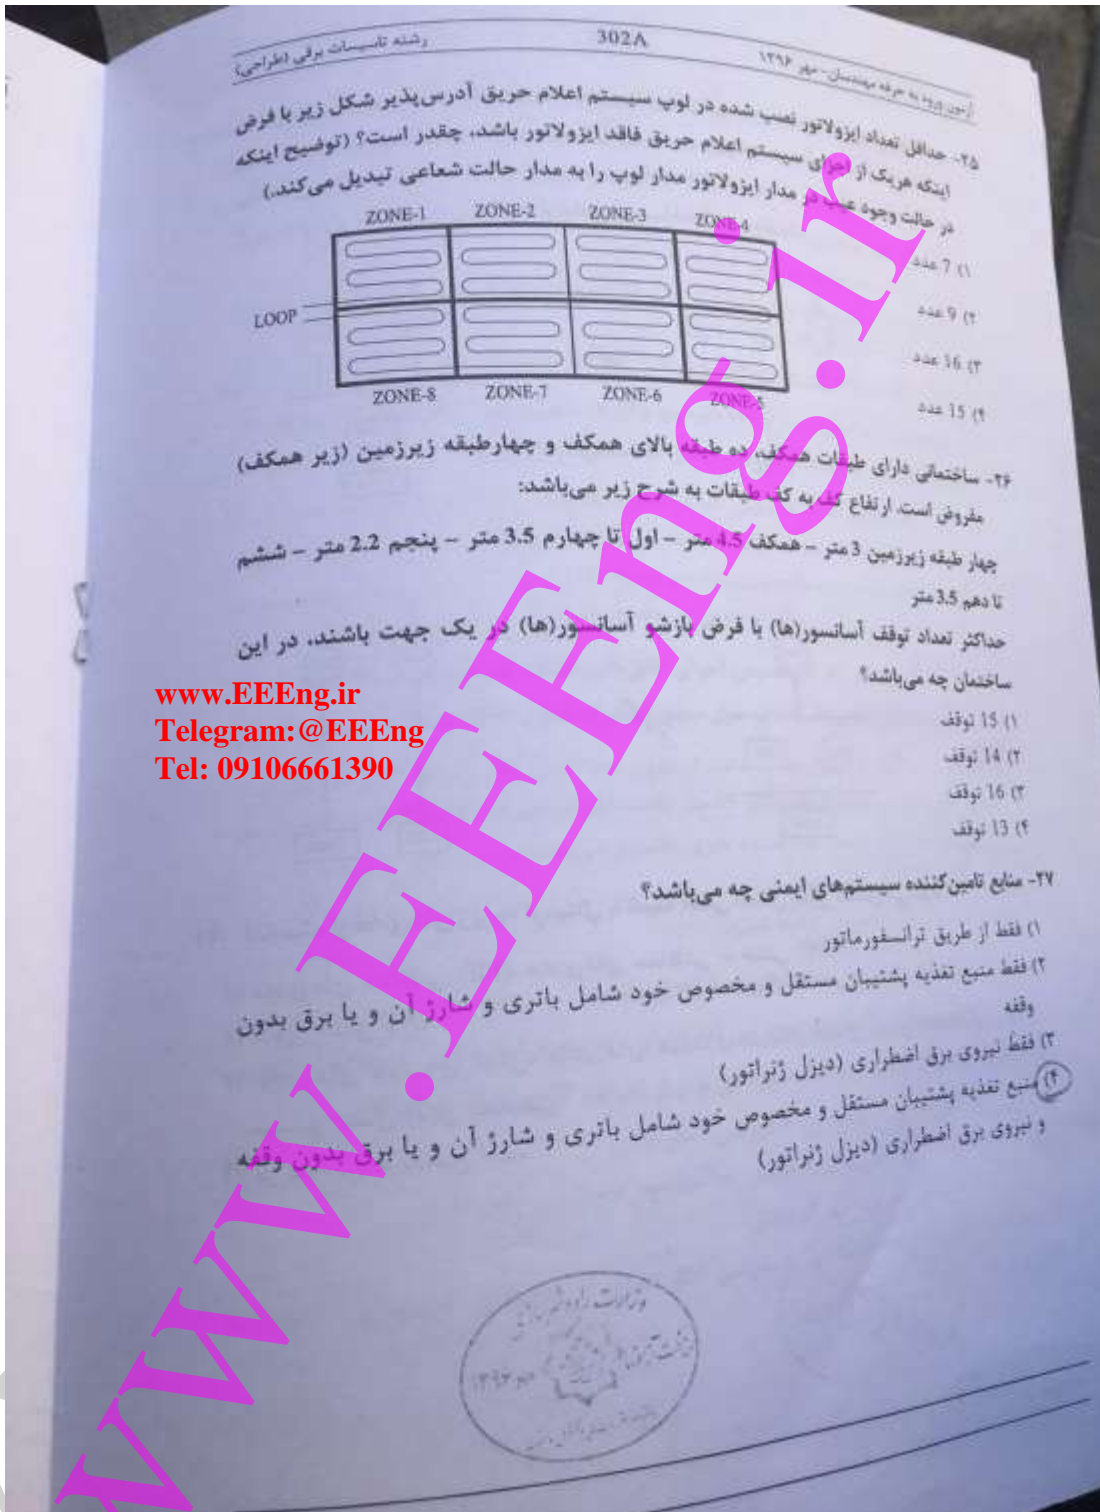 رشته تاسیسات برقی (طراحی)
302A
آزمون ورود به حرفه مهندسان - مهر ۱۳۹۶
۲۵- حداقل تعداد ایزولاتور نصب شده در لوپ سیستم اعلام حریق آدرس‌پذیر شکل زیر با فرض
اینکه هریک از اجزای سیستم اعلام حریق فاقد ایزولاتور باشد، چقدر است؟ (توضیح اینکه
در حالت وجود عیب در مدار ایزولاتور مدار لوپ را به مدار حالت شعاعی تبدیل می‌کند.)
ZONE-1 ZONE-2 ZONE-3 ZONE-4
LOOP
ZONE-8 ZONE-7 ZONE-6 ZONE-5
۱) 7 عدد
۲) 9 عدد
۳) 16 عدد
۴) 15 عدد
۲۶- ساختمانی دارای طبقات همکف، ده طبقه بالای همکف و چهارطبقه زیرزمین (زیر همکف)
مفروض است. ارتفاع کف به کف طبقات به شرح زیر می‌باشد:
چهار طبقه زیرزمین 3 متر – همکف 4.5 متر – اول تا چهارم 3.5 متر – پنجم 2.2 متر – ششم
تا دهم 3.5 متر
حداکثر تعداد توقف آسانسور(ها) با فرض بازشو آسانسور(ها) در یک جهت باشند، در این
ساختمان چه می‌باشد؟
۱) 15 توقف
۲) 14 توقف
۳) 16 توقف
۴) 13 توقف
۲۷- منابع تامین‌کننده سیستم‌های ایمنی چه می‌باشد؟
۱) فقط از طریق ترانسفورماتور
۲) فقط منبع تغذیه پشتیبان مستقل و مخصوص خود شامل باتری و شارژ آن و یا برق بدون
وقفه
۳) فقط نیروی برق اضطراری (دیزل ژنراتور)
۴) منبع تغذیه پشتیبان مستقل و مخصوص خود شامل باتری و شارژ آن و یا برق بدون وقفه
و نیروی برق اضطراری (دیزل ژنراتور)
www.EEEng.ir
Telegram:@EEEng
Tel: 09106661390
www.EEEng.ir
وزارت راه و شهرسازی